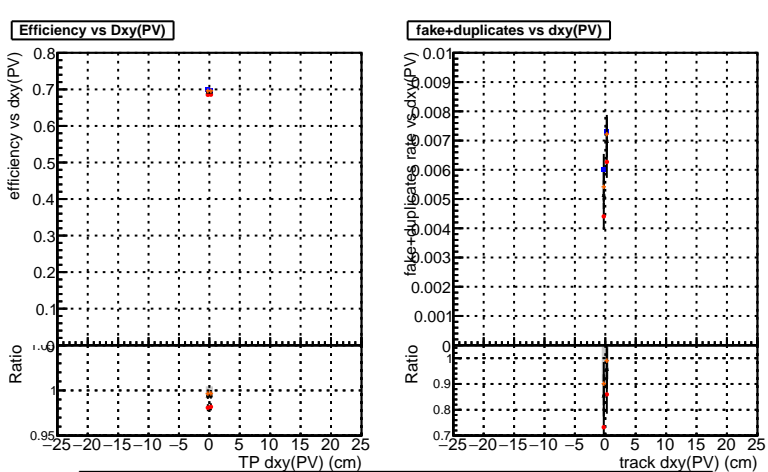 Efficiency vs Dxy(PV)
efficiency vs dxy(PV)
0.8
0.7
0.6
0.5
0.4
0.3
0.2
0.1
0
Ratio
1
0.95
−25 −20 −15 −10 −5 0 5 10 15 20 25
TP dxy(PV) (cm)
fake+duplicates vs dxy(PV)
fake+duplicates rate vs dxy(PV)
0.01
0.009
0.008
0.007
0.006
0.005
0.004
0.003
0.002
0.001
0
Ratio
1
0.9
0.8
0.7
−25 −20 −15 −10 −5 0 5 10 15 20 25
track dxy(PV) (cm)